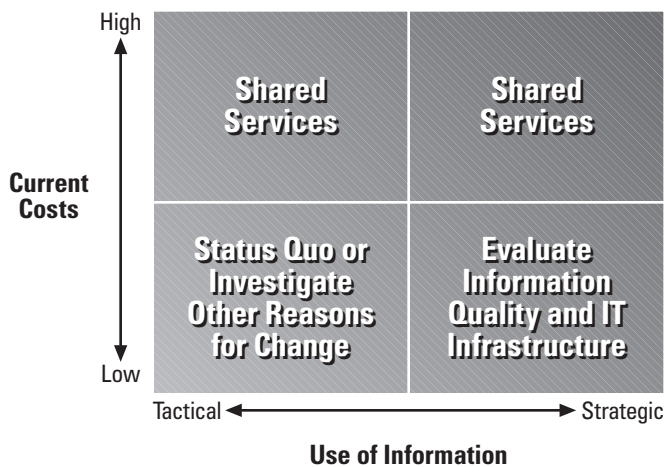 High
Shared
Services
Shared
Services
Current
Costs
Status Quo or
Investigate
Other Reasons
for Change
Evaluate
Information
Quality and IT
Infrastructure
Low
Tactical
Strategic
Use of Information